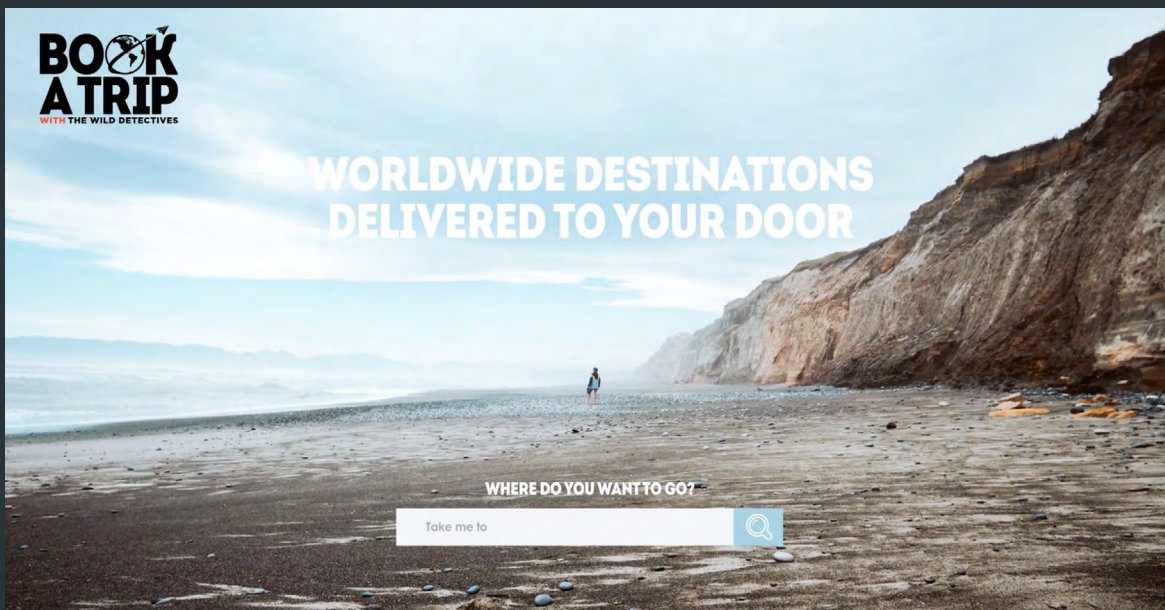 BOOK
A TRIP
WITH THE WILD DETECTIVES
WORLDWIDE DESTINATIONS
DELIVERED TO YOUR DOOR
WHERE DO YOU WANT TO GO?
Take me to